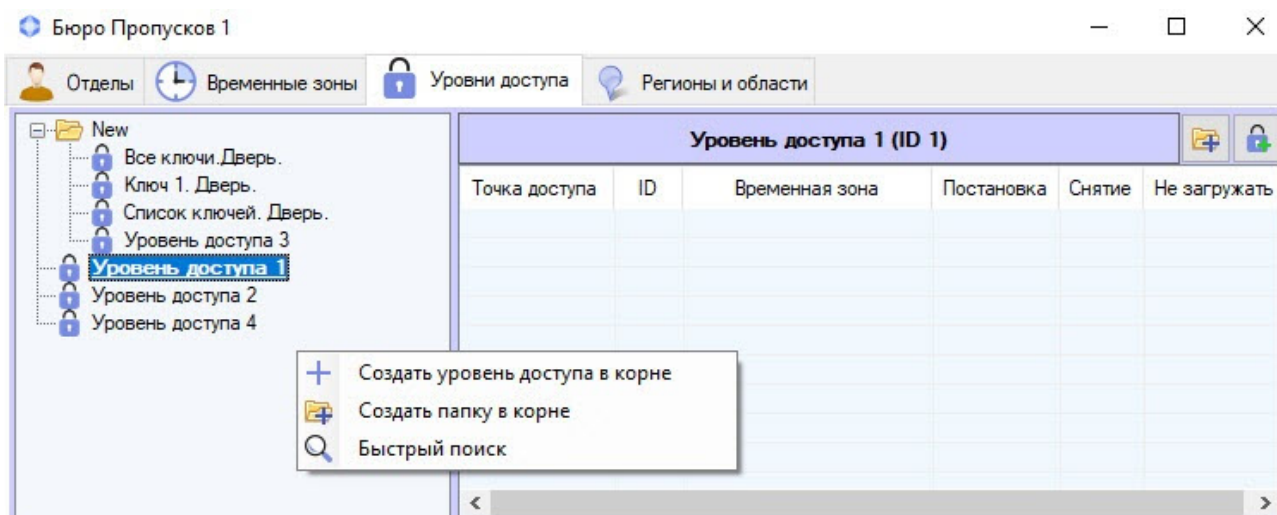 Бюро Пропусков 1
Отделы Временные зоны Уровни доступа Регионы и области
New
Все ключи.Дверь.
Ключ 1. Дверь.
Список ключей. Дверь.
Уровень доступа 3
Уровень доступа 1
Уровень доступа 2
Уровень доступа 4
Уровень доступа 1 (ID 1)
Точка доступа ID Временная зона Постановка Снятие Не загружать
Создать уровень доступа в корне
Создать папку в корне
Быстрый поиск